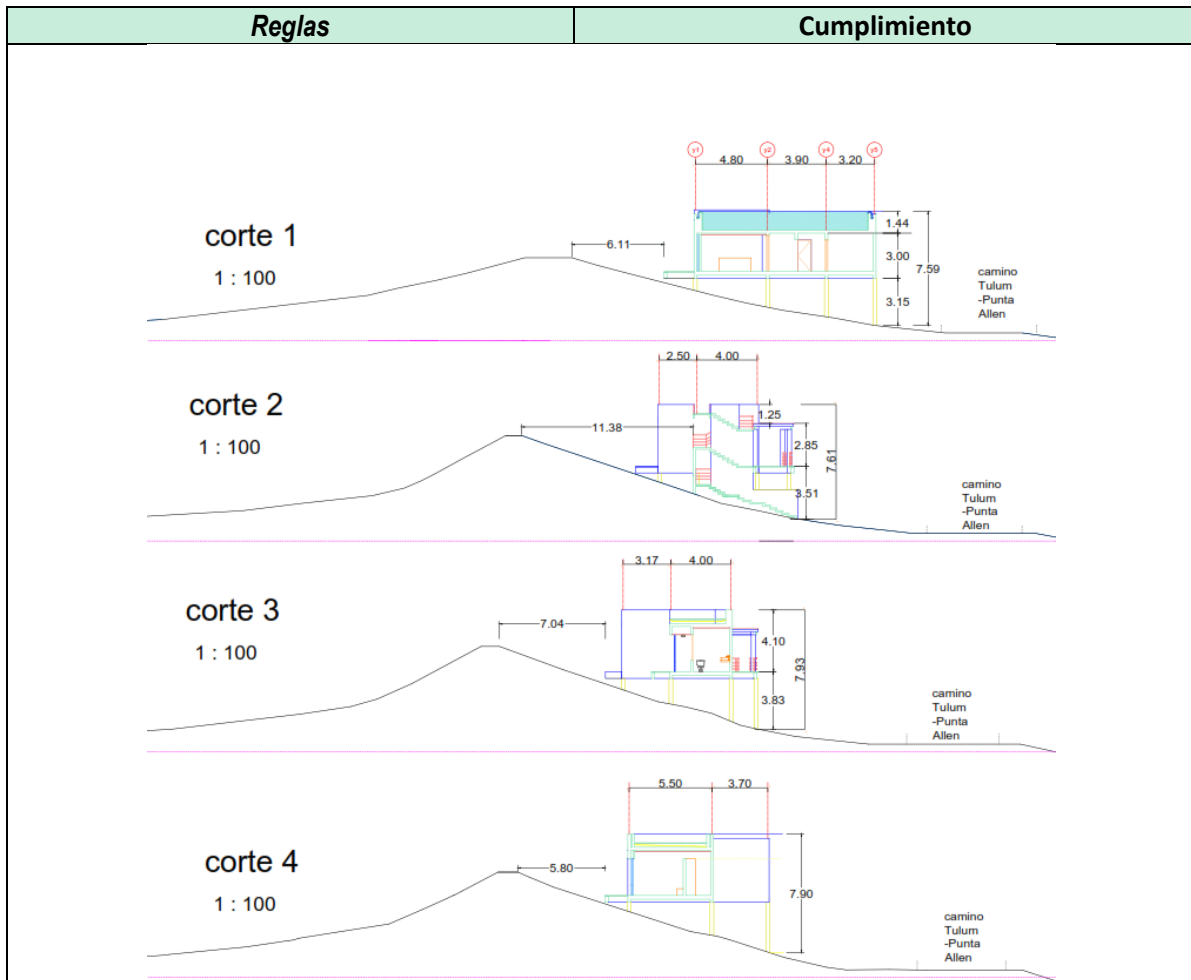 Reglas Cumplimiento
y1 y2 y4 y5
4.80 3.90 3.20
corte 1
1 : 100
6.11
1.44
3.00
7.59
3.15
camino
Tulum
-Punta
Allen
2.50 4.00
corte 2
1 : 100
11.38
1.25
2.85
7.61
3.51
camino
Tulum
-Punta
Allen
3.17 4.00
corte 3
1 : 100
7.04
4.10
7.93
3.83
camino
Tulum
-Punta
Allen
5.50 3.70
corte 4
1 : 100
5.80
7.90
camino
Tulum
-Punta
Allen